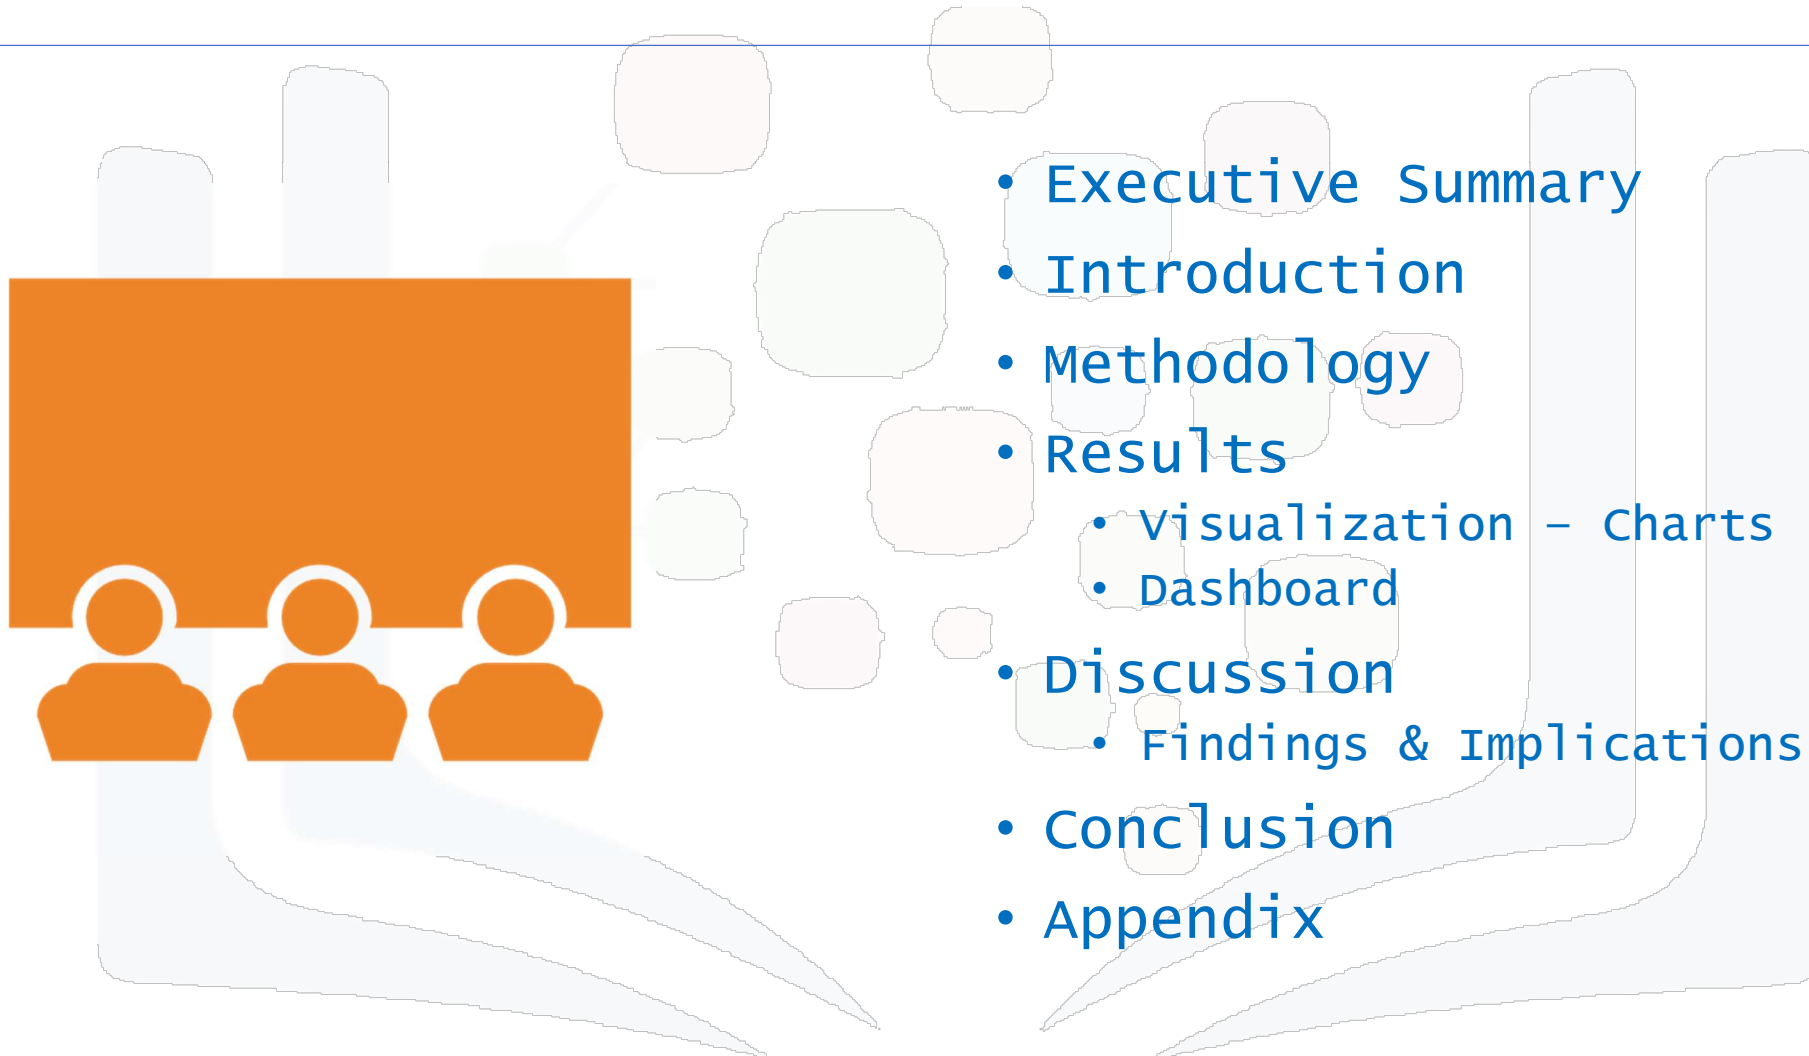 • Executive Summary
• Introduction
• Methodology
• Results
• Visualization – Charts
• Dashboard
• Discussion
• Findings & Implications
• Conclusion
• Appendix